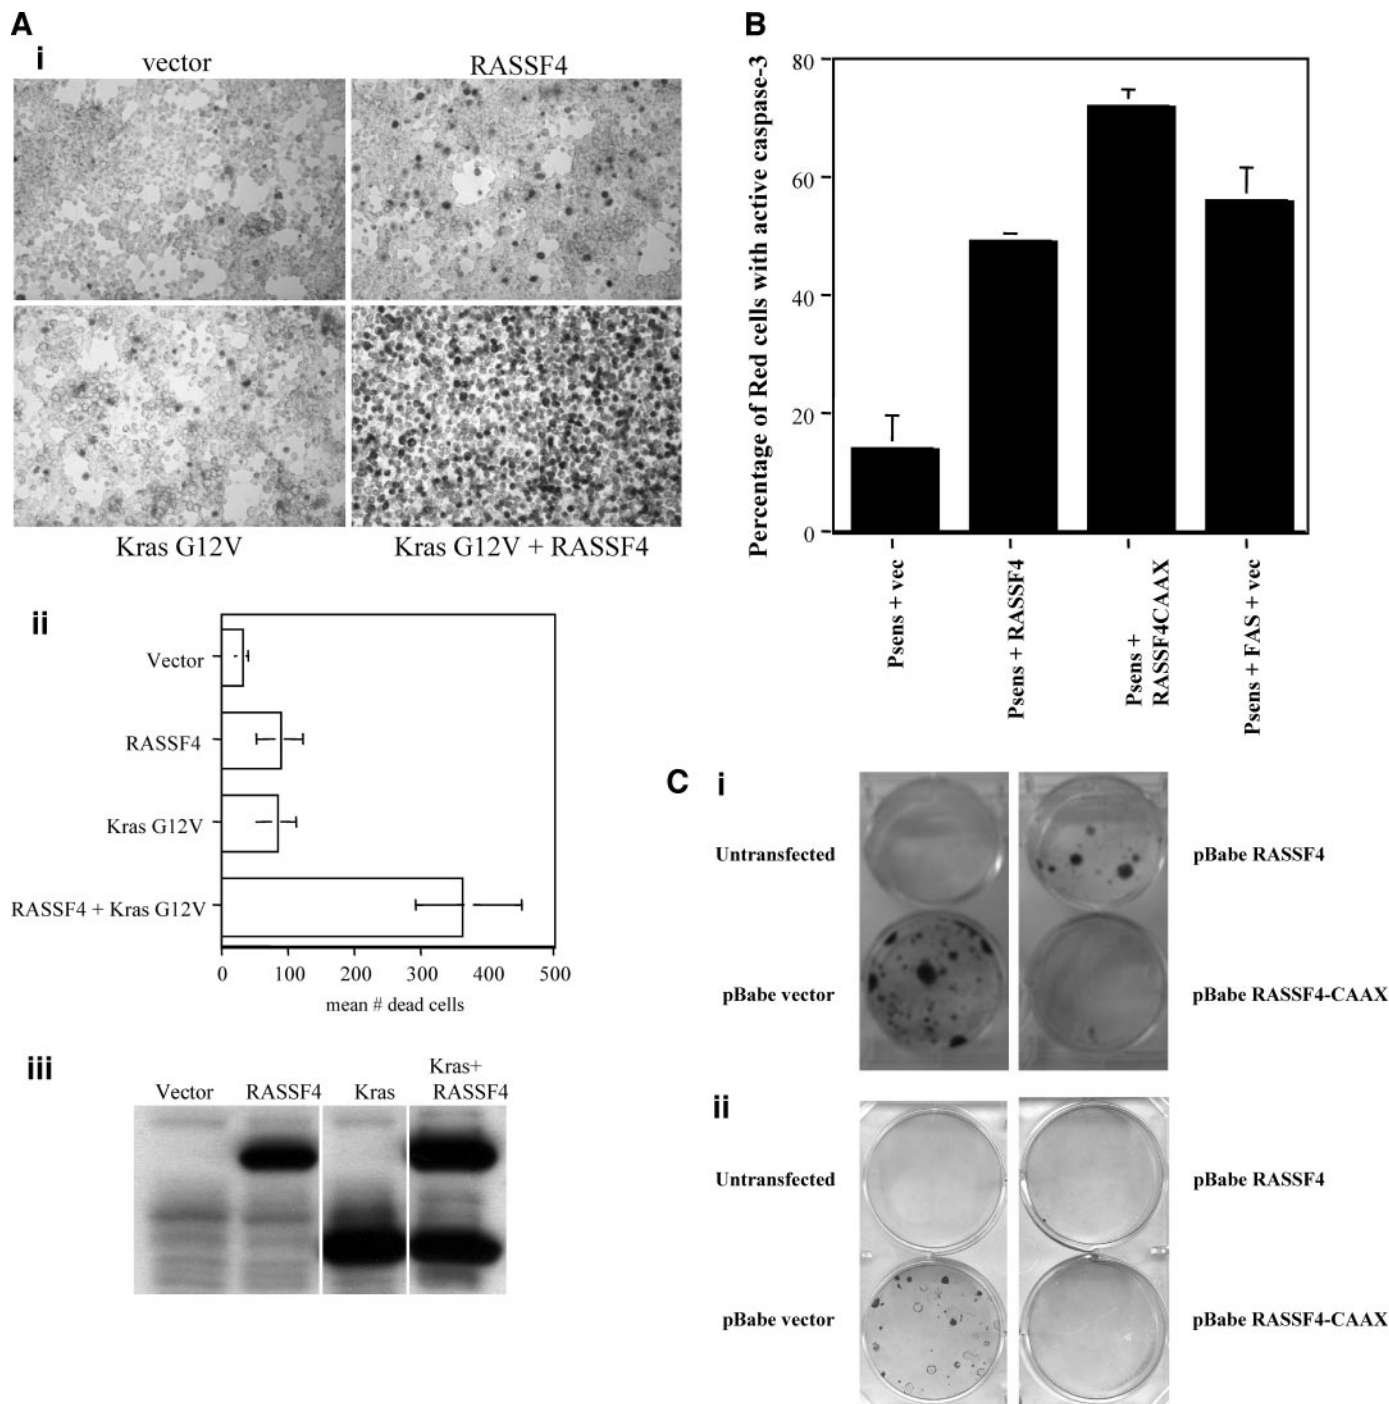 A
i
vector
RASSF4
Kras G12V
Kras G12V + RASSF4
ii
Vector
RASSF4
Kras G12V
RASSF4 + Kras G12V
0 100 200 300 400 500
mean # dead cells
iii
Vector
RASSF4
Kras
Kras+
RASSF4
B
Percentage of Red cells with active caspase-3
80
60
40
20
0
Psens + vec
Psens + RASSF4
Psens +
RASSF4CAAX
Psens + FAS + vec
C
i
Untransfected
pBabe RASSF4
pBabe vector
pBabe RASSF4-CAAX
ii
Untransfected
pBabe RASSF4
pBabe vector
pBabe RASSF4-CAAX